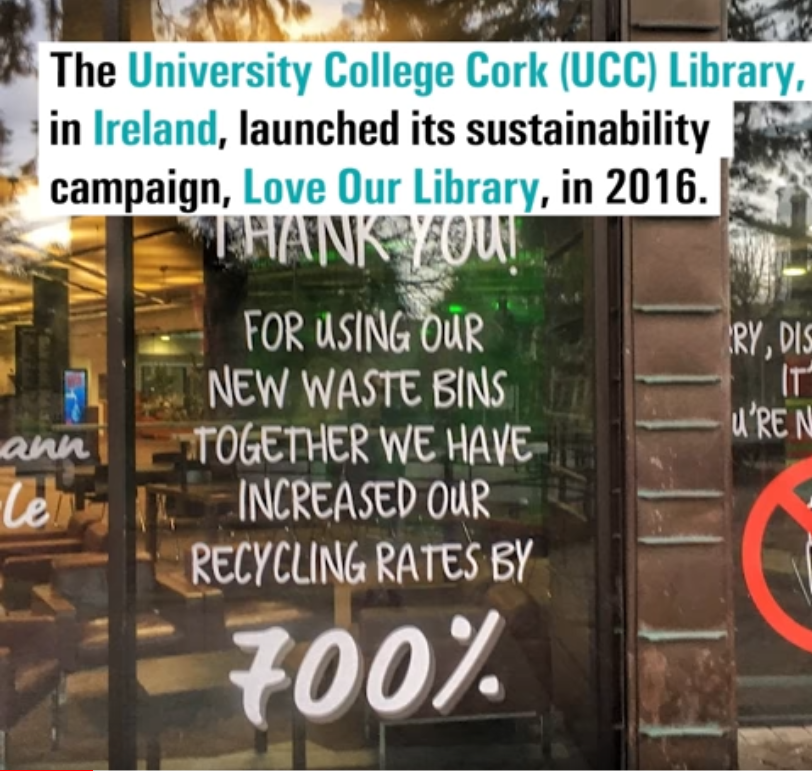 The University College Cork (UCC) Library,
in Ireland, launched its sustainability
campaign, Love Our Library, in 2016.
THANK YOU!
FOR USING OUR
NEW WASTE BINS
TOGETHER WE HAVE
INCREASED OUR
RECYCLING RATES BY
700%
ann
le
RY, DIS
IT'
U'RE N